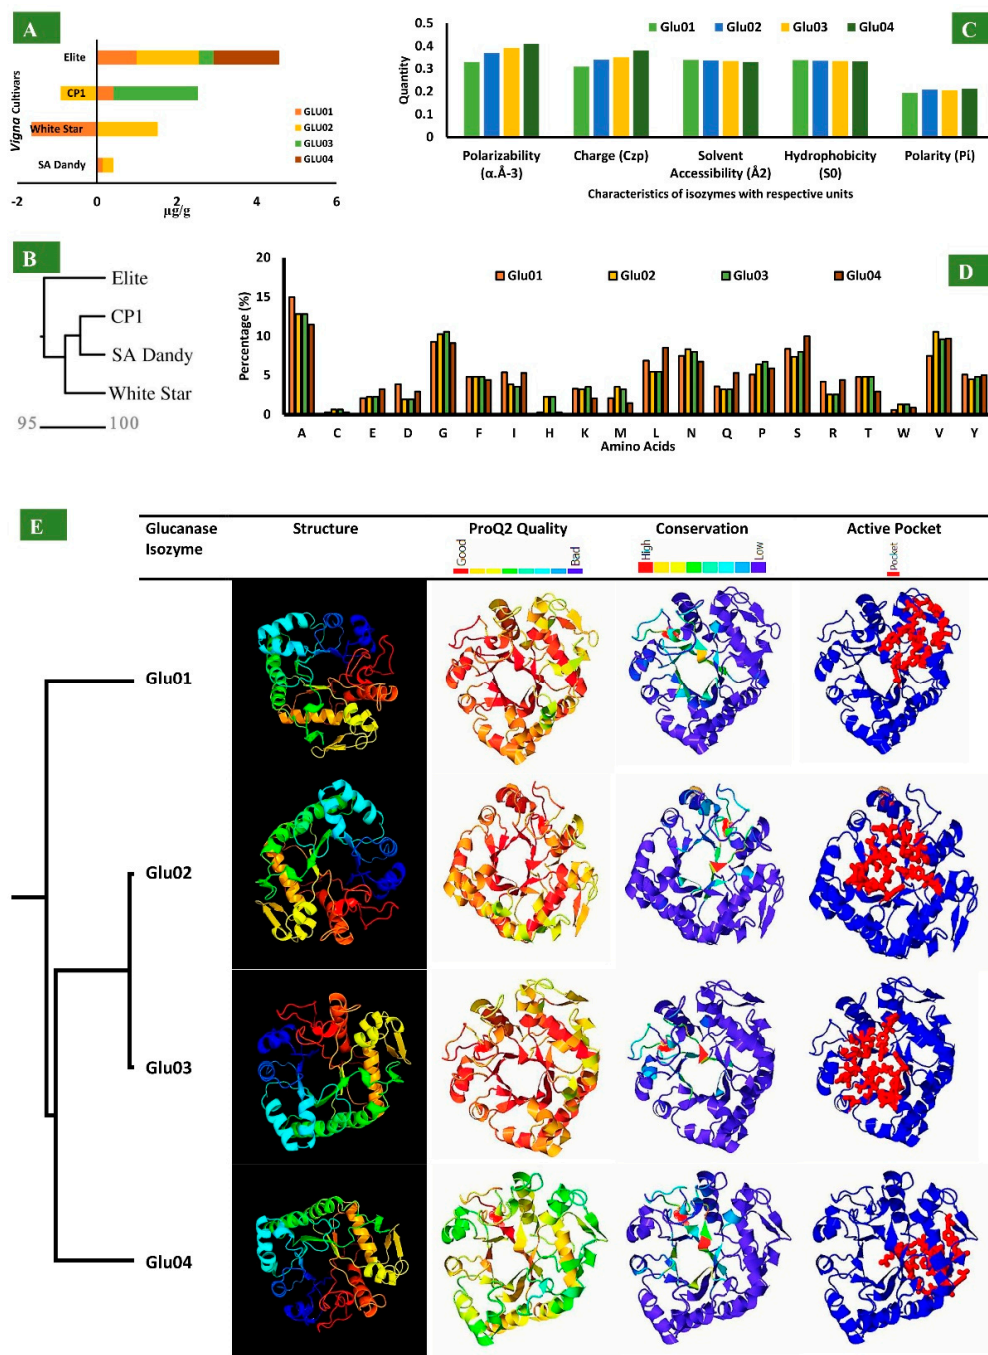 A
Elite
CP1
White Star
SA Dandy
Vigna Cultivars
GLU01
GLU02
GLU03
GLU04
-2 0 2 4 6
µg/g
C
Glu01 Glu02 Glu03 Glu04
Quantity
0.5
0.4
0.3
0.2
0.1
0
Polarizability (α.Å-3)
Charge (Czp)
Solvent Accessibility (Å2)
Hydrophobicity (S0)
Polarity (Pi)
Characteristics of isozymes with respective units
B
Elite
CP1
SA Dandy
White Star
95 100
D
Glu01 Glu02 Glu03 Glu04
Percentage (%)
20
15
10
5
0
A C E D G F I H K M L N Q P S R T W V Y
Amino Acids
E
Glucanase Isozyme
Structure
ProQ2 Quality
Good
Bad
Conservation
High
Low
Active Pocket
Pocket
Glu01
Glu02
Glu03
Glu04